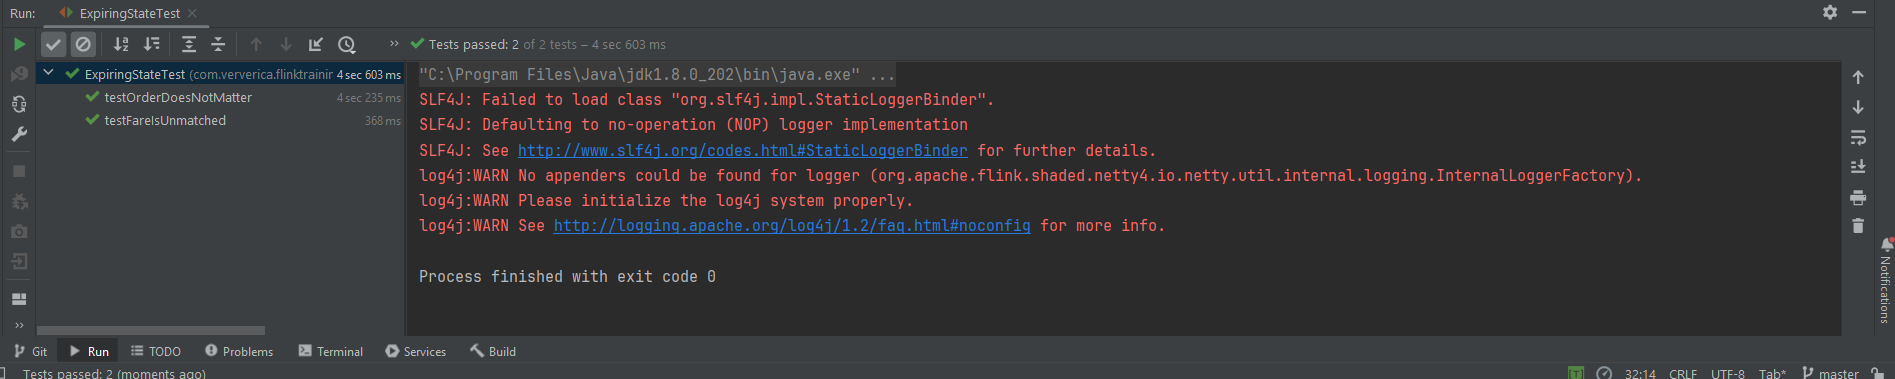 Run: ExpiringStateTest
Tests passed: 2 of 2 tests – 4 sec 603 ms
ExpiringStateTest (com.ververica.flinktrainir 4 sec 603 ms
testOrderDoesNotMatter 4 sec 235 ms
testFareIsUnmatched 368 ms
"C:\Program Files\Java\jdk1.8.0_202\bin\java.exe" ...
SLF4J: Failed to load class "org.slf4j.impl.StaticLoggerBinder".
SLF4J: Defaulting to no-operation (NOP) logger implementation
SLF4J: See http://www.slf4j.org/codes.html#StaticLoggerBinder for further details.
log4j:WARN No appenders could be found for logger (org.apache.flink.shaded.netty4.io.netty.util.internal.logging.InternalLoggerFactory).
log4j:WARN Please initialize the log4j system properly.
log4j:WARN See http://logging.apache.org/log4j/1.2/faq.html#noconfig for more info.
Process finished with exit code 0
Notifications
Git Run TODO Problems Terminal Services Build
Tests passed: 2 (moments ago) 32:14 CRLF UTF-8 Tab* master